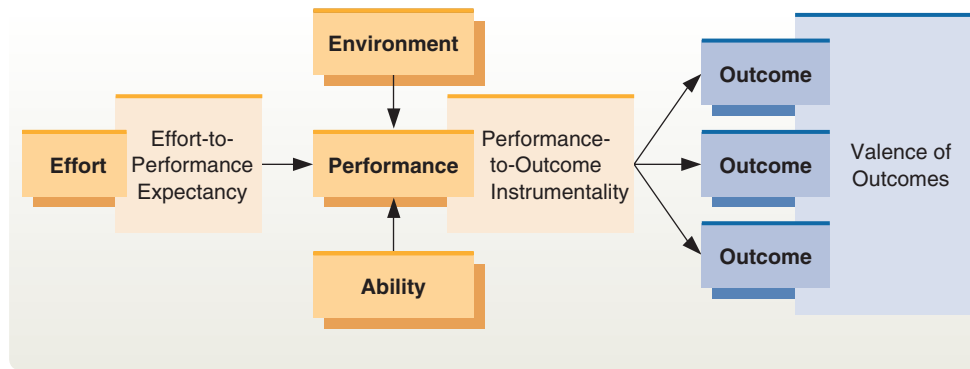 Environment
Effort
Effort-to-
Performance
Expectancy
Performance
Performance-
to-Outcome
Instrumentality
Ability
Outcome
Outcome
Outcome
Valence of
Outcomes